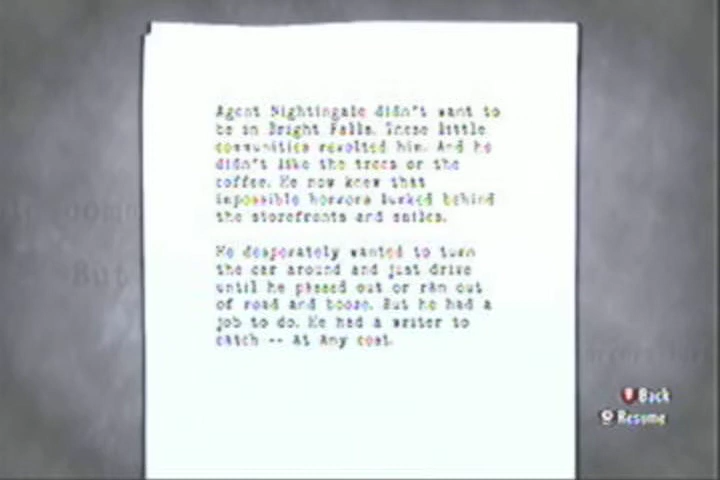 Agent Nightingale didn't want to
be in Bright Falls. These little
communities revolted him. And he
didn't like the trees or the
coffee. He now knew that
impossible horrors lurked behind
the storefronts and smiles.
He desperately wanted to turn
the car around and just drive
until he passed out or ran out
of road and booze. But he had a
job to do. He had a writer to
catch -- at any cost.
But
Back
Resume